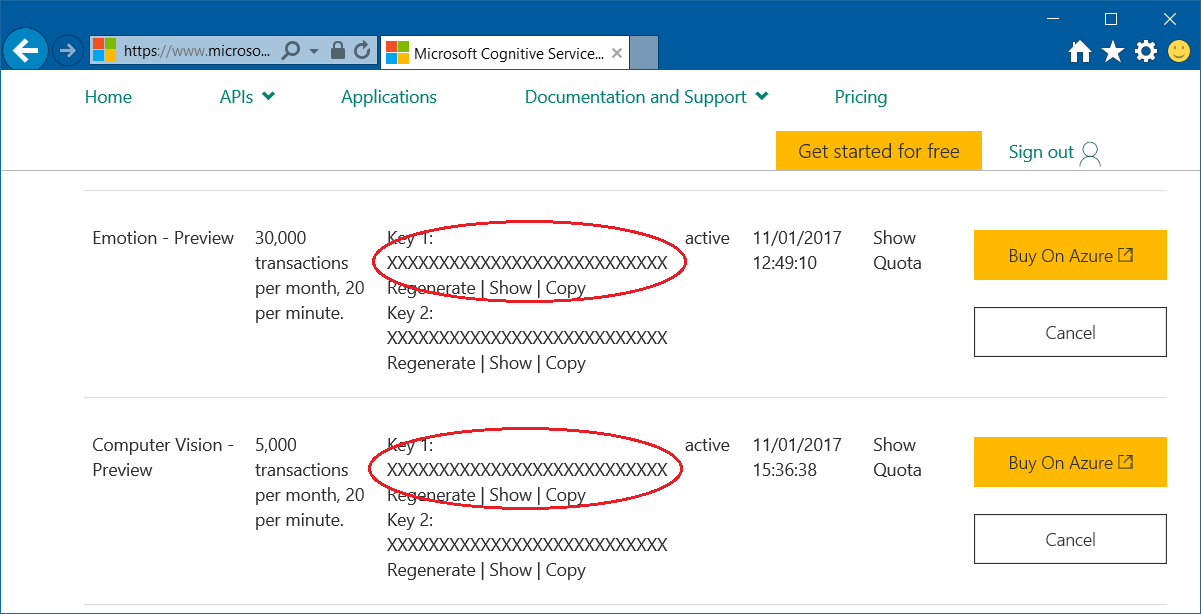 https://www.microso...
Microsoft Cognitive Service...
Home
APIs
Applications
Documentation and Support
Pricing
Get started for free
Sign out
Emotion - Preview
30,000
transactions
per month, 20
per minute.
Key 1:
XXXXXXXXXXXXXXXXXXXXXXXXXXX
Regenerate | Show | Copy
Key 2:
XXXXXXXXXXXXXXXXXXXXXXXXXXX
Regenerate | Show | Copy
active
11/01/2017
12:49:10
Show
Quota
Buy On Azure
Cancel
Computer Vision -
Preview
5,000
transactions
per month, 20
per minute.
Key 1:
XXXXXXXXXXXXXXXXXXXXXXXXXXX
Regenerate | Show | Copy
Key 2:
XXXXXXXXXXXXXXXXXXXXXXXXXXX
Regenerate | Show | Copy
active
11/01/2017
15:36:38
Show
Quota
Buy On Azure
Cancel